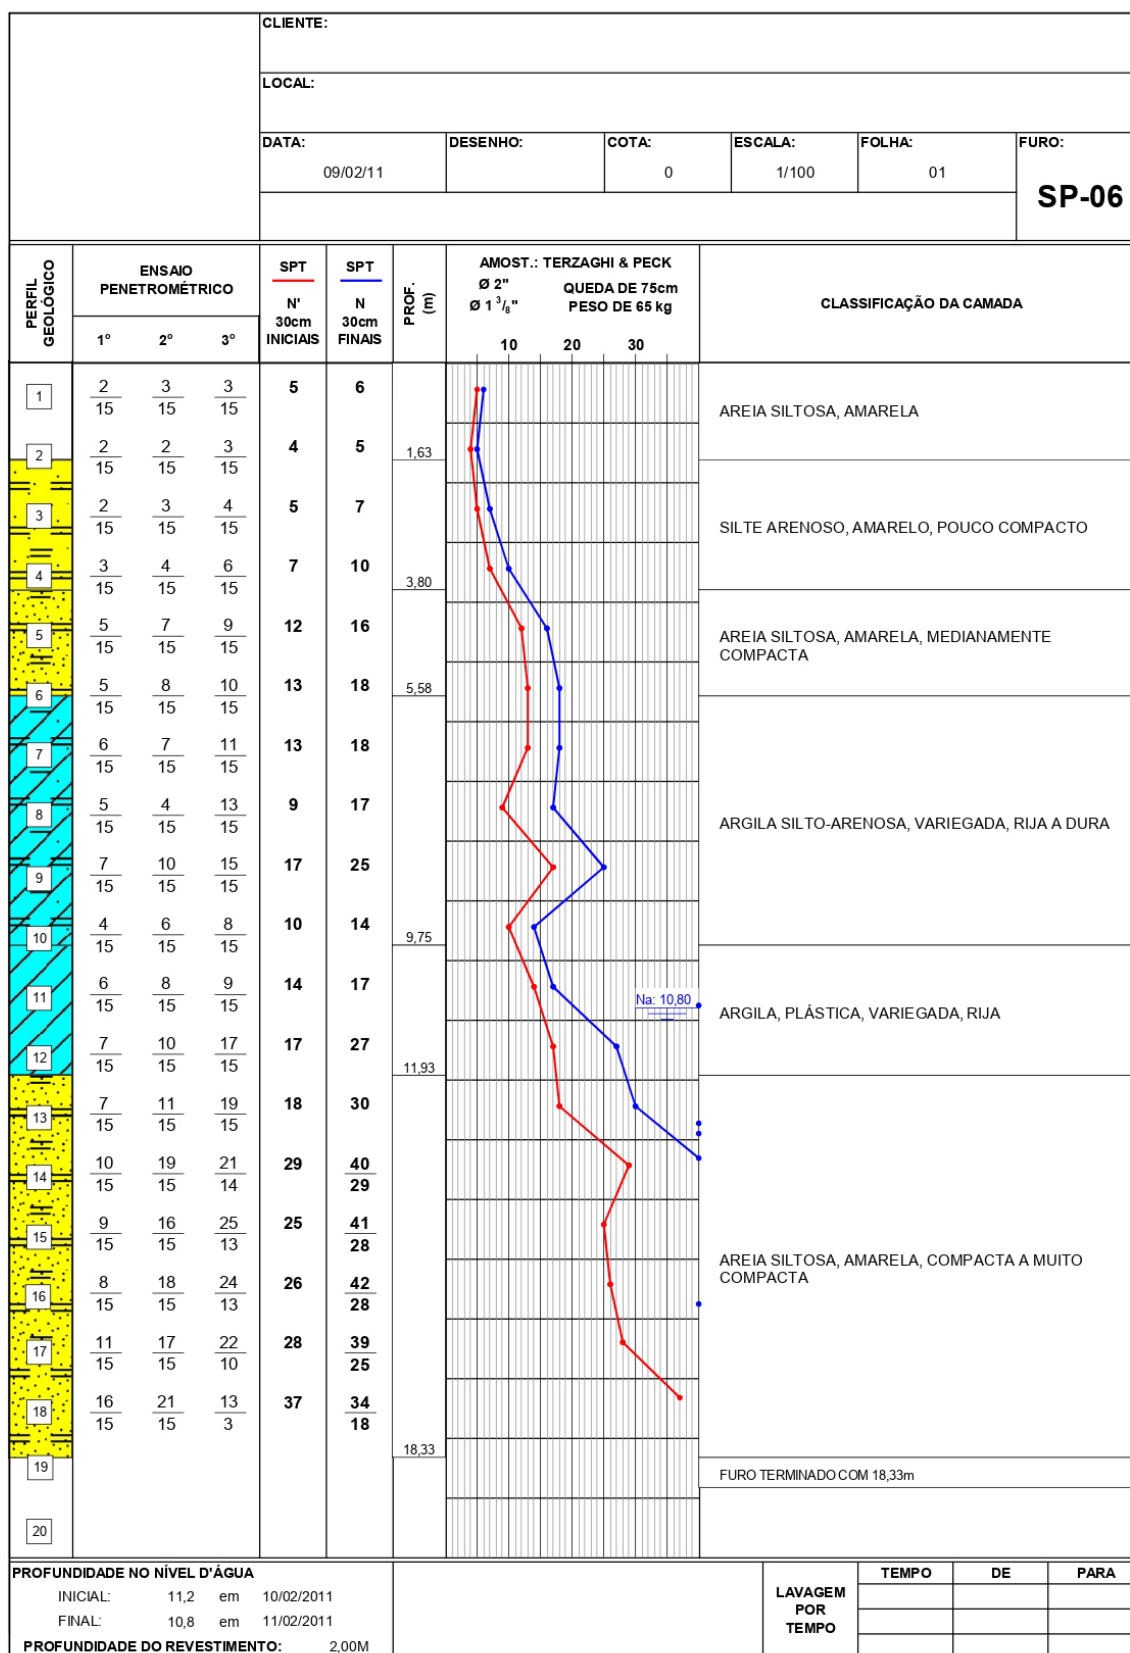 CLIENTE:
LOCAL:
DATA: DESENHO: COTA: ESCALA: FOLHA: FURO:
09/02/11 0 1/100 01
SP-06
PERFIL GEOLÓGICO
ENSAIO PENETROMÉTRICO
1° 2° 3°
SPT
N'
30cm
INICIAIS
SPT
N
30cm
FINAIS
PROF. (m)
AMOST.: TERZAGHI & PECK
Ø 2" QUEDA DE 75cm
Ø 1 3/8" PESO DE 65 kg
10 20 30
CLASSIFICAÇÃO DA CAMADA
1 2/15 3/15 3/15 5 6
AREIA SILTOSA, AMARELA
2 2/15 2/15 3/15 4 5
1,63
3 2/15 3/15 4/15 5 7
SILTE ARENOSO, AMARELO, POUCO COMPACTO
4 3/15 4/15 6/15 7 10
3,80
5 5/15 7/15 9/15 12 16
AREIA SILTOSA, AMARELA, MEDIANAMENTE
COMPACTA
6 5/15 8/15 10/15 13 18
5,58
7 6/15 7/15 11/15 13 18
8 5/15 4/15 13/15 9 17
ARGILA SILTO-ARENOSA, VARIEGADA, RIJA A DURA
9 7/15 10/15 15/15 17 25
10 4/15 6/15 8/15 10 14
9,75
11 6/15 8/15 9/15 14 17
Na: 10,80
ARGILA, PLÁSTICA, VARIEGADA, RIJA
12 7/15 10/15 17/15 17 27
11,93
13 7/15 11/15 19/15 18 30
14 10/15 19/15 21/14 29 40/29
15 9/15 16/15 25/13 25 41/28
AREIA SILTOSA, AMARELA, COMPACTA A MUITO
COMPACTA
16 8/15 18/15 24/13 26 42/28
17 11/15 17/15 22/10 28 39/25
18 16/15 21/15 13/3 37 34/18
18,33
19
FURO TERMINADO COM 18,33m
20
PROFUNDIDADE NO NÍVEL D'ÁGUA
INICIAL: 11,2 em 10/02/2011
FINAL: 10,8 em 11/02/2011
PROFUNDIDADE DO REVESTIMENTO: 2,00M
LAVAGEM
POR
TEMPO
TEMPO DE PARA